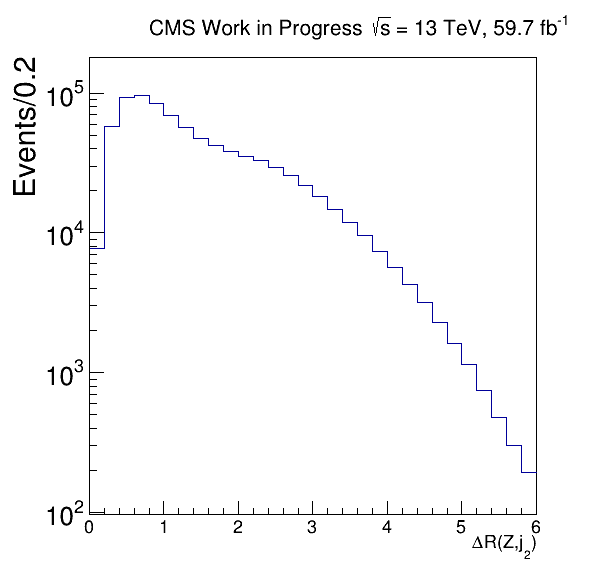 CMS Work in Progress √s = 13 TeV, 59.7 fb⁻¹
Events/0.2
10⁵
10⁴
10³
10²
0 1 2 3 4 5 6
ΔR(Z,j₂)